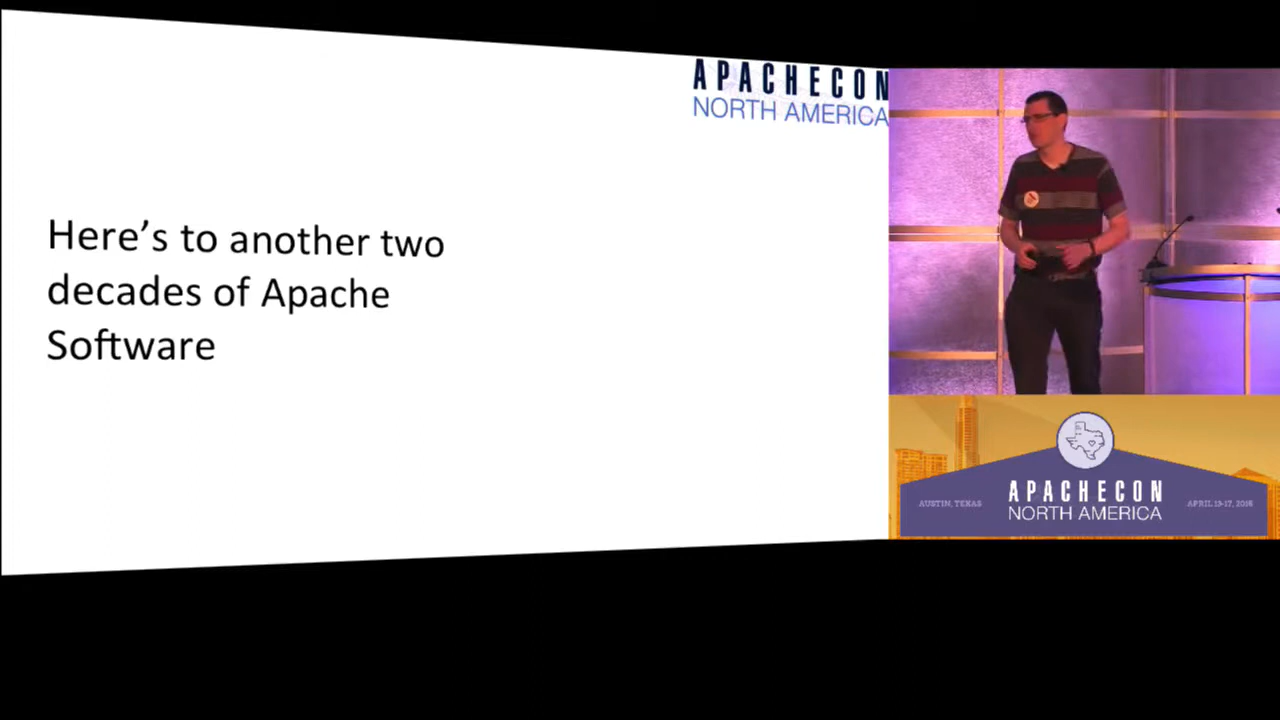 APACHECON
NORTH AMERICA
Here's to another two
decades of Apache
Software
AUSTIN, TEXAS
APACHECON
NORTH AMERICA
APRIL 13-17, 2015